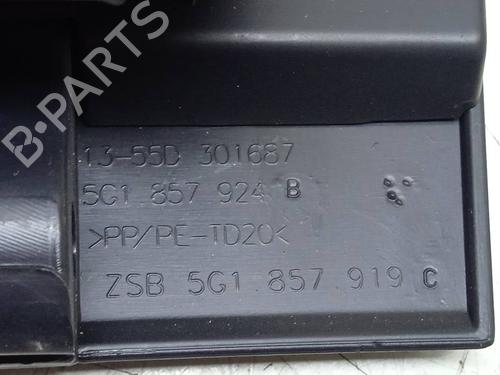 B-PARTS
13-55D 301687
5G1 857 924 B
>PP/PE-TD20<
ZSB 5G1 857 919 C